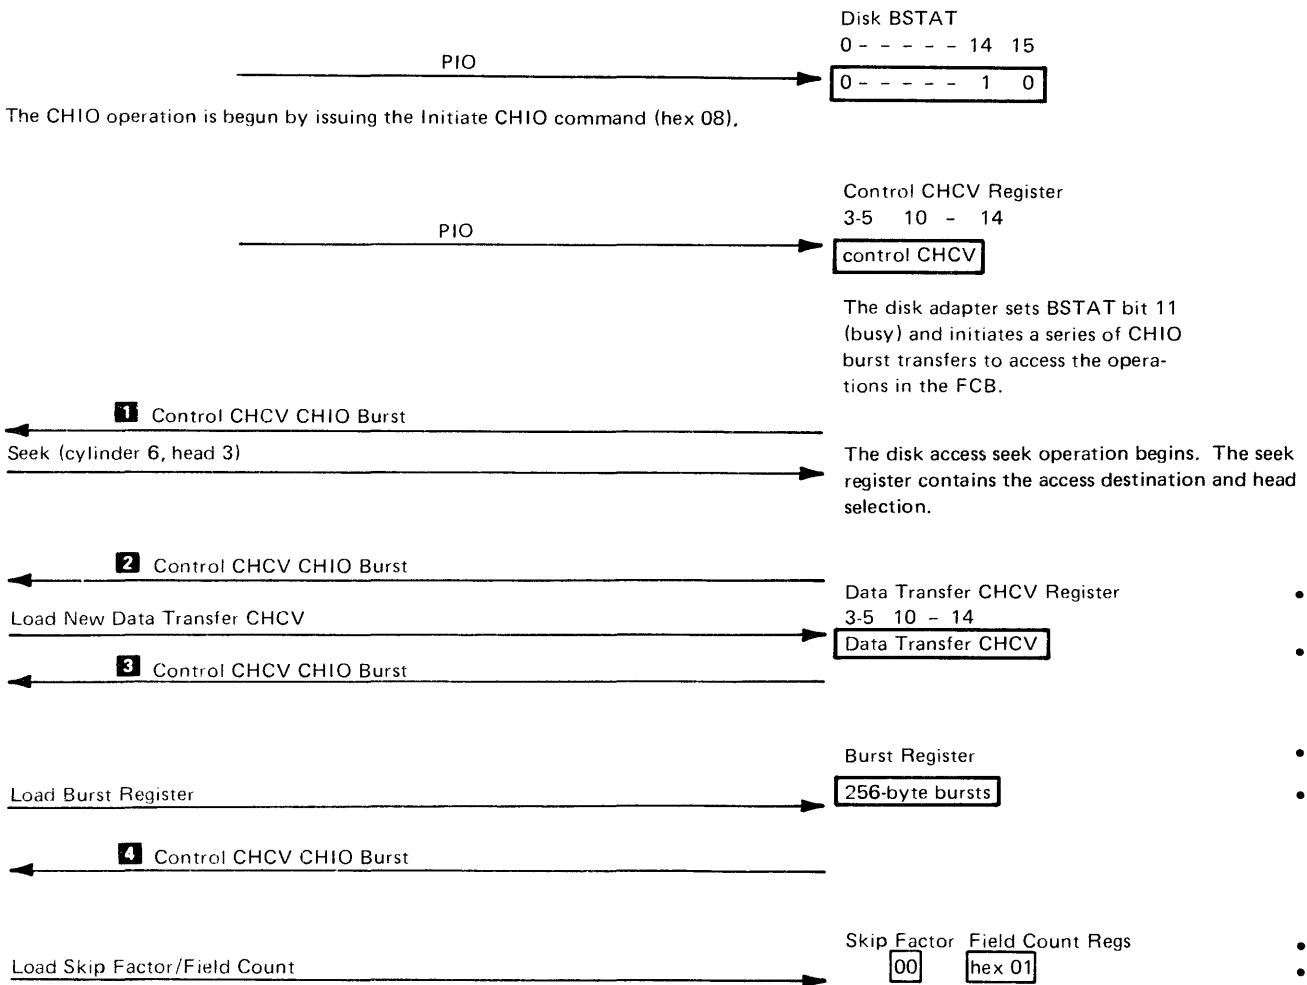 Disk BSTAT
0 - - - - - 14 15
PIO
0 - - - - - 1 0
The CHIO operation is begun by issuing the Initiate CHIO command (hex 08),
Control CHCV Register
3-5 10 - 14
PIO
control CHCV
The disk adapter sets BSTAT bit 11
(busy) and initiates a series of CHIO
burst transfers to access the opera-
tions in the FCB.
1 Control CHCV CHIO Burst
Seek (cylinder 6, head 3)
The disk access seek operation begins. The seek
register contains the access destination and head
selection.
2 Control CHCV CHIO Burst
Data Transfer CHCV Register
Load New Data Transfer CHCV
3-5 10 - 14
Data Transfer CHCV
3 Control CHCV CHIO Burst
Burst Register
Load Burst Register
256-byte bursts
4 Control CHCV CHIO Burst
Skip Factor Field Count Regs
Load Skip Factor/Field Count
00 hex 01